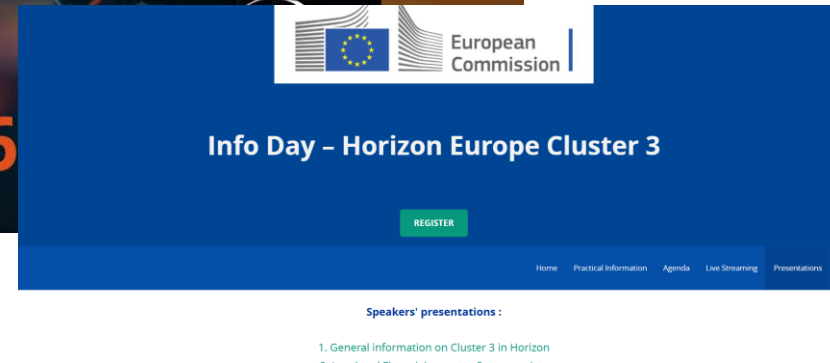 European
Commission
Info Day – Horizon Europe Cluster 3
6
REGISTER
Home Practical Information Agenda Live Streaming Presentations
Speakers' presentations :
1. General information on Cluster 3 in Horizon